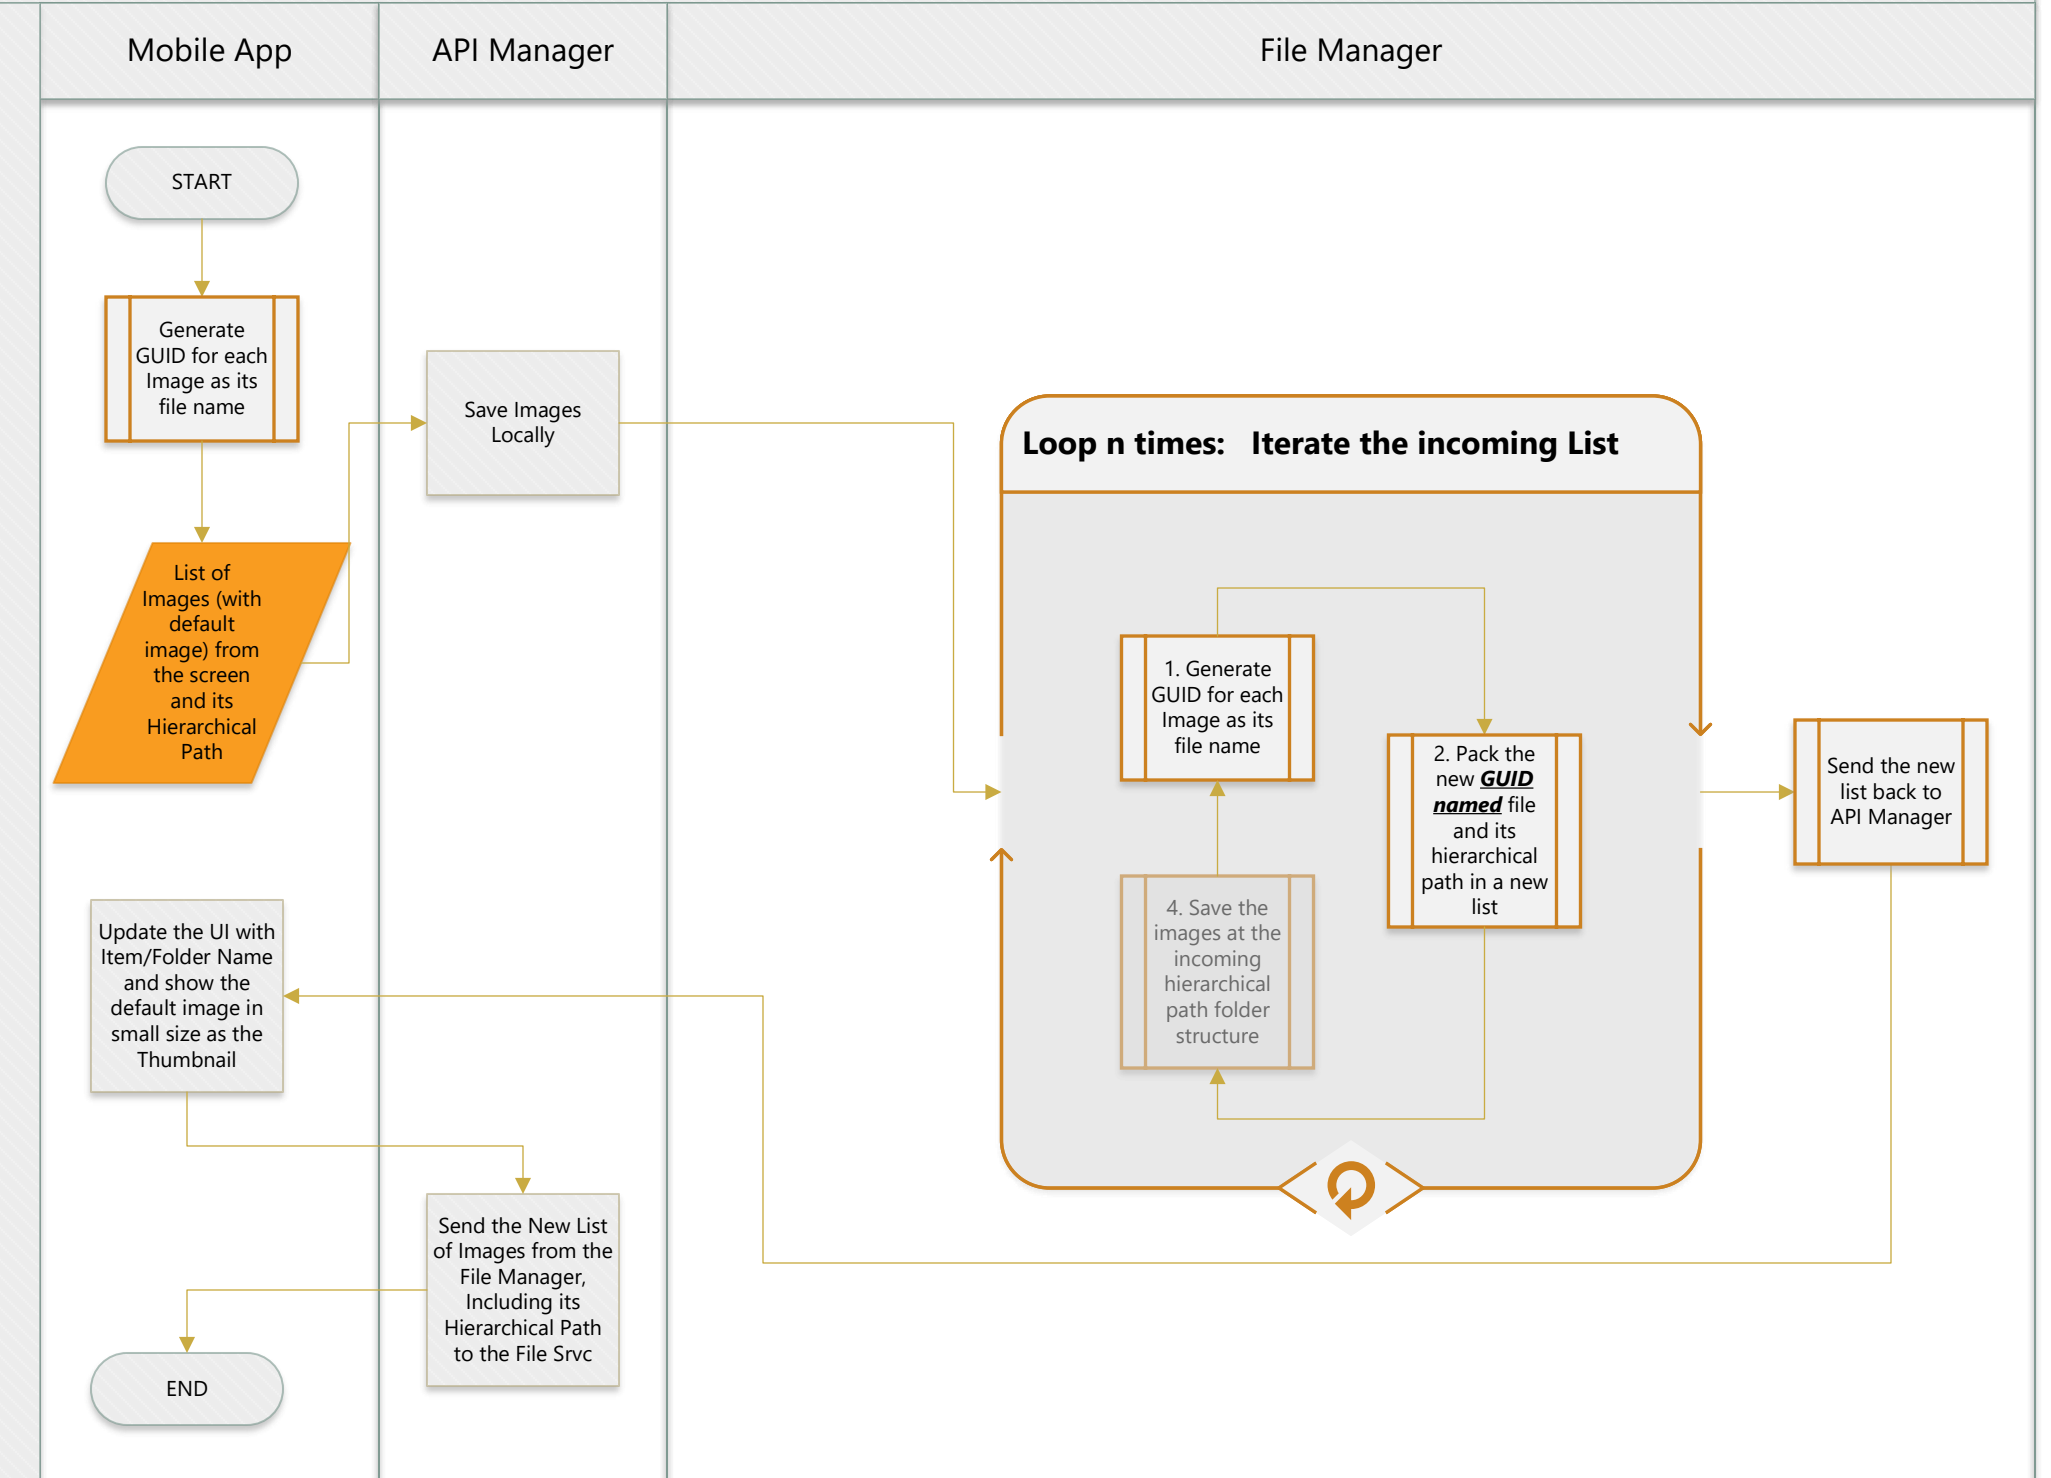 Mobile App
API Manager
File Manager
START
Generate
GUID for each
Image as its
file name
List of
Images (with
default
image) from
the screen
and its
Hierarchical
Path
Save Images
Locally
Loop n times:   Iterate the incoming List
1. Generate
GUID for each
Image as its
file name
2. Pack the
new GUID
named file
and its
hierarchical
path in a new
list
4. Save the
images at the
incoming
hierarchical
path folder
structure
Send the new
list back to
API Manager
Update the UI with
Item/Folder Name
and show the
default image in
small size as the
Thumbnail
Send the New List
of Images from the
File Manager,
Including its
Hierarchical Path
to the File Srvc
END